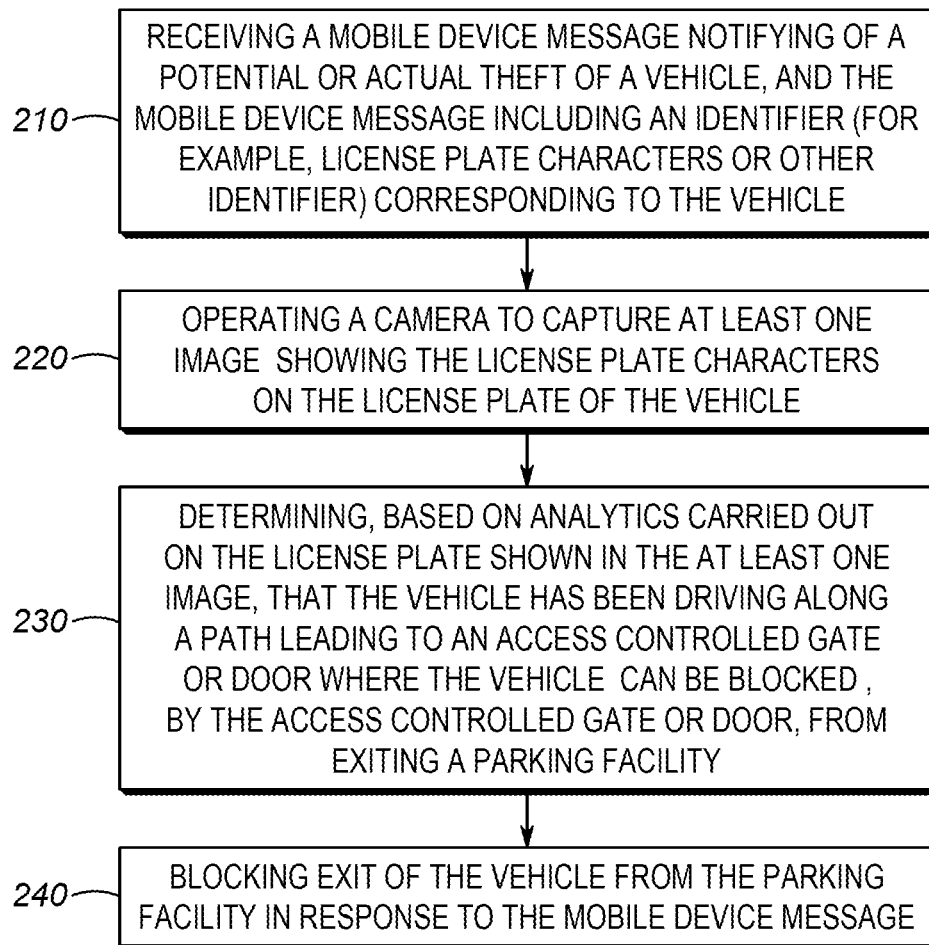 RECEIVING A MOBILE DEVICE MESSAGE NOTIFYING OF A
POTENTIAL OR ACTUAL THEFT OF A VEHICLE, AND THE
210 MOBILE DEVICE MESSAGE INCLUDING AN IDENTIFIER (FOR
EXAMPLE, LICENSE PLATE CHARACTERS OR OTHER
IDENTIFIER) CORRESPONDING TO THE VEHICLE
OPERATING A CAMERA TO CAPTURE AT LEAST ONE
220 IMAGE SHOWING THE LICENSE PLATE CHARACTERS
ON THE LICENSE PLATE OF THE VEHICLE
DETERMINING, BASED ON ANALYTICS CARRIED OUT
ON THE LICENSE PLATE SHOWN IN THE AT LEAST ONE
IMAGE, THAT THE VEHICLE HAS BEEN DRIVING ALONG
230 A PATH LEADING TO AN ACCESS CONTROLLED GATE
OR DOOR WHERE THE VEHICLE CAN BE BLOCKED ,
BY THE ACCESS CONTROLLED GATE OR DOOR, FROM
EXITING A PARKING FACILITY
BLOCKING EXIT OF THE VEHICLE FROM THE PARKING
240 FACILITY IN RESPONSE TO THE MOBILE DEVICE MESSAGE